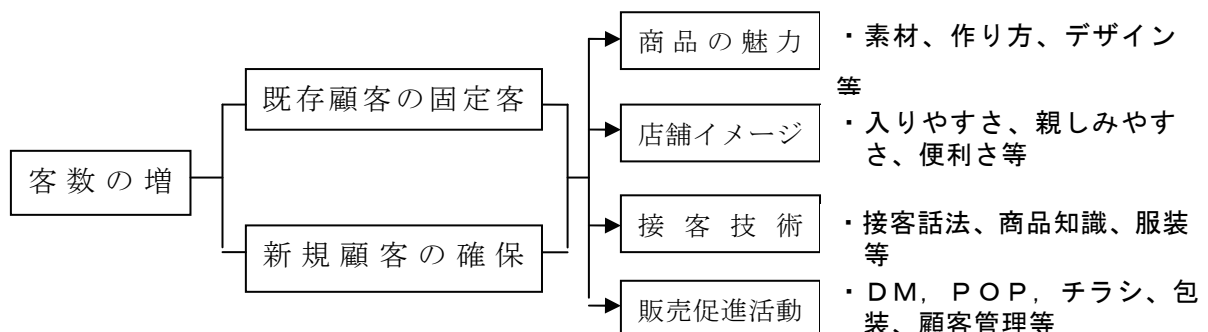 客数の増
既存顧客の固定客
新規顧客の確保
商品の魅力
・素材、作り方、デザイン
等
店舗イメージ
・入りやすさ、親しみやす
さ、便利さ等
接客技術
・接客話法、商品知識、服装
等
販売促進活動
・DM，POP，チラシ、包
装、顧客管理等